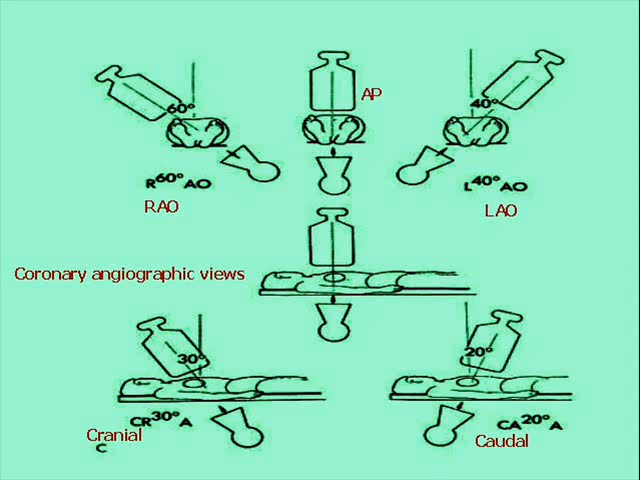 60°
AP
40°
R60°AO
L40°AO
RAO
LAO
Coronary angiographic views
30°
20°
CR30°A
CA20°A
Cranial
Caudal
C